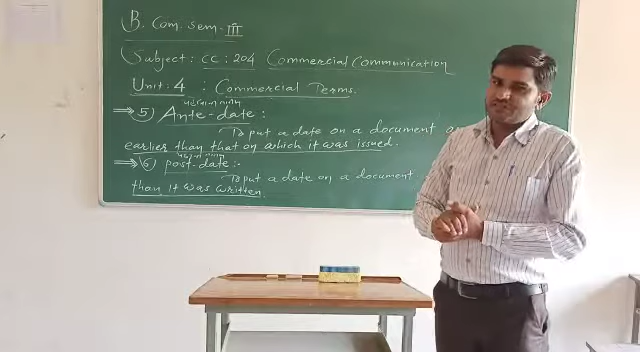 B. Com. Sem - III
Subject : CC : 204 Commercial Communication
Unit : 4 : Commercial Terms.
⇒ 5) Ante-date :
To put a date on a document
earlier than that on which it was issued.
⇒ 6) post-date :-
To put a date on a document
than it was written.